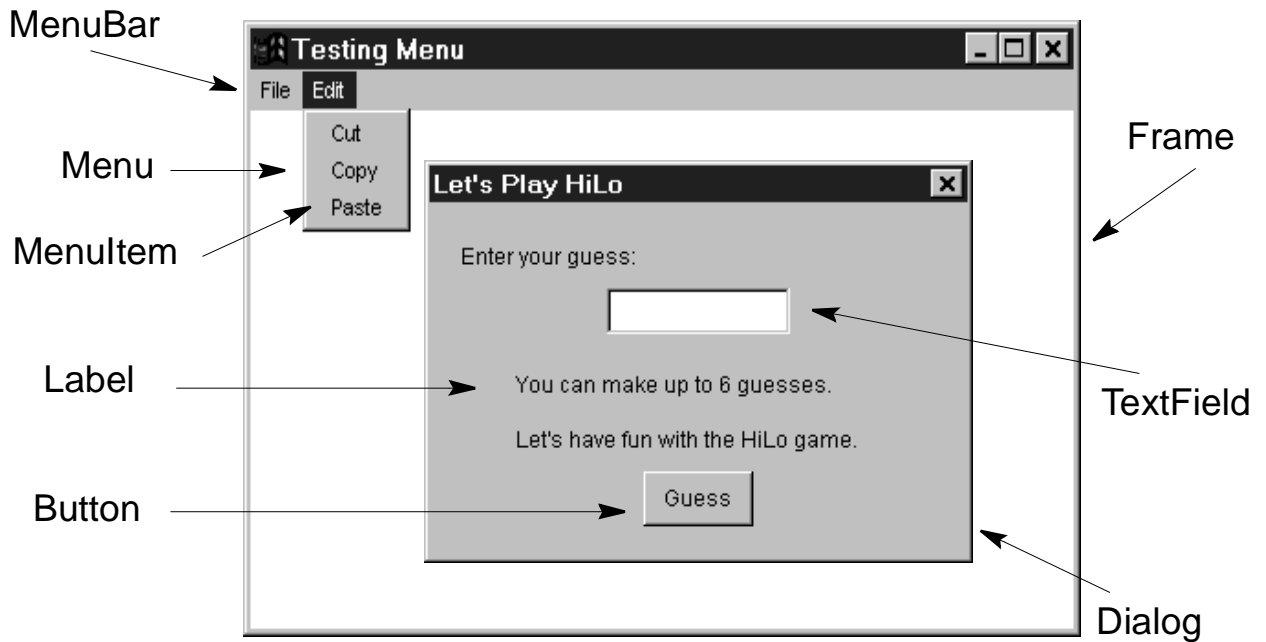 MenuBar
Testing Menu
File Edit
Cut
Menu
Copy
Frame
Paste
Let's Play HiLo
MenuItem
Enter your guess:
Label
You can make up to 6 guesses.
TextField
Let's have fun with the HiLo game.
Button
Guess
Dialog